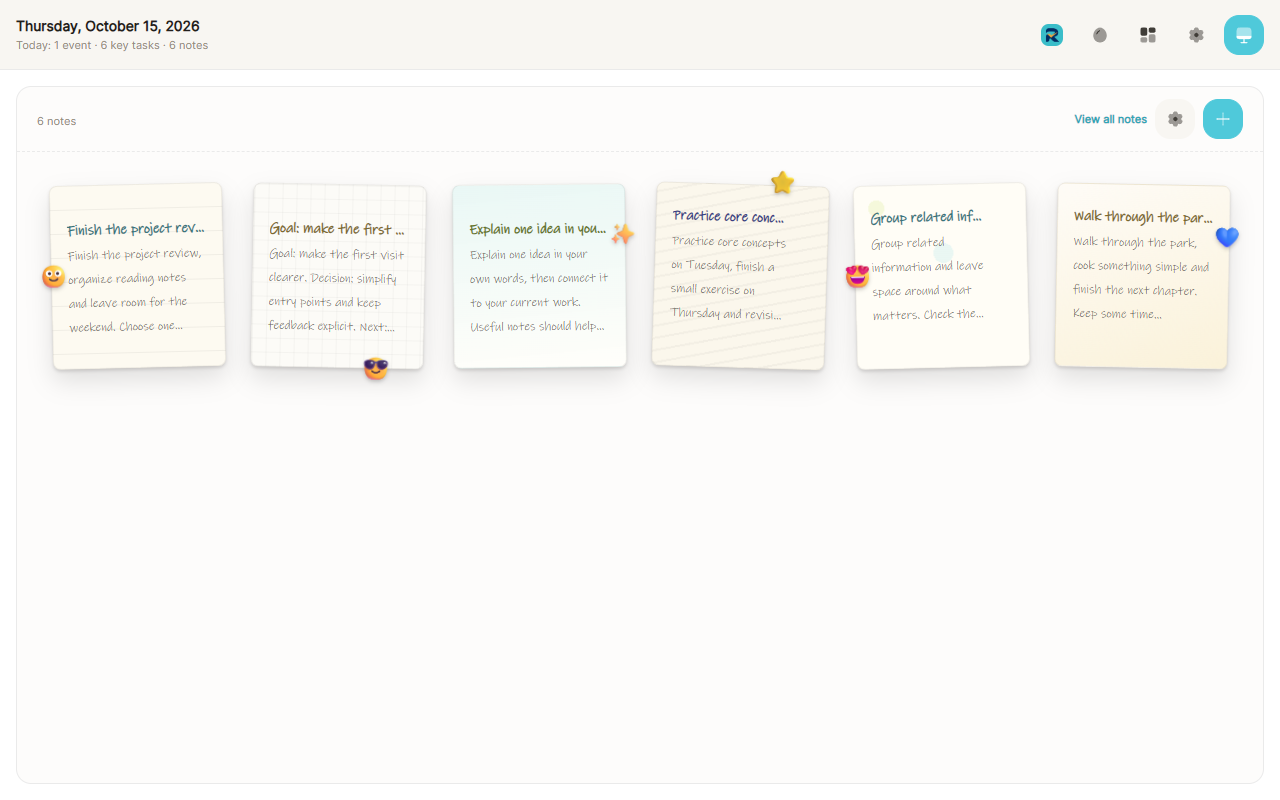 Thursday, October 15, 2026
Today: 1 event · 6 key tasks · 6 notes
6 notes
View all notes
Finish the project rev...
Finish the project review,
organize reading notes
and leave room for the
weekend. Choose one...
Goal: make the first ...
Goal: make the first visit
clearer. Decision: simplify
entry points and keep
feedback explicit. Next:...
Explain one idea in you...
Explain one idea in your
own words, then connect it
to your current work.
Useful notes should help...
Practice core conc...
Practice core concepts
on Tuesday, finish a
small exercise on
Thursday and revisi...
Group related inf...
Group related
information and leave
space around what
matters. Check the...
Walk through the par...
Walk through the park,
cook something simple and
finish the next chapter.
Keep some time...